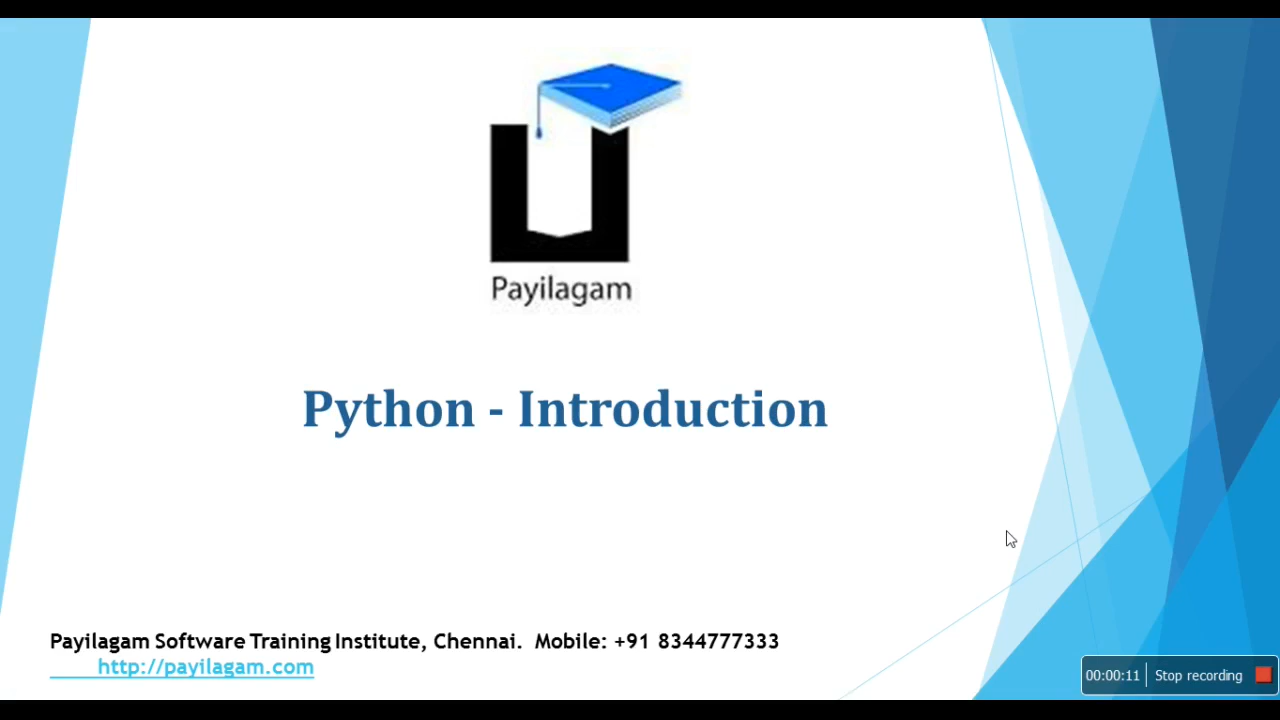 Payilagam
Python - Introduction
Payilagam Software Training Institute, Chennai.  Mobile: +91 8344777333
http://payilagam.com
00:00:11 Stop recording